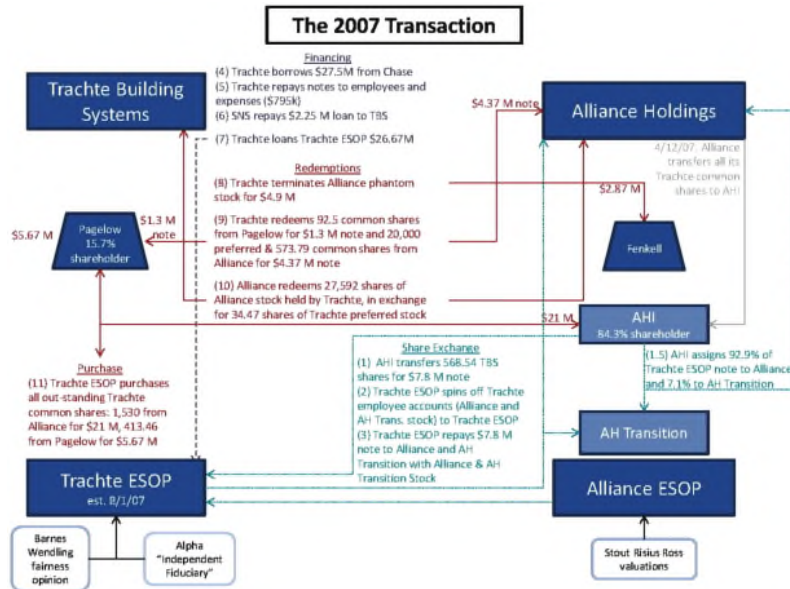 The 2007 Transaction
Trachte Building
Systems
Financing
(4) Trachte borrows $27.5M from Chase
(5) Trachte repays notes to employees and
expenses ($795k)
(6) SNS repays $2.25 M loan to TBS
(7) Trachte loans Trachte ESOP $26.67M
$4.37 M note
Alliance Holdings
4/12/07. Alliance
transfers all its
Trachte common
shares to AHI
Redemptions
(8) Trachte terminates Alliance phantom
stock for $4.9 M
(9) Trachte redeems 92.5 common shares
from Pagelow for $1.3 M note and 20,000
preferred & 573.79 common shares from
Alliance for $4.37 M note
(10) Alliance redeems 27,592 shares of
Alliance stock held by Trachte, in exchange
for 34.47 shares of Trachte preferred stock
$5.67 M
Pagelow
15.7%
shareholder
$1.3 M
note
$2.87 M
Fenkell
$21 M
AHI
84.3% shareholder
Purchase
(11) Trachte ESOP purchases
all out-standing Trachte
common shares: 1,530 from
Alliance for $21 M, 413.46
from Pagelow for $5.67 M
Share Exchange
(1) AHI transfers 568.54 TBS
shares for $7.8 M note
(2) Trachte ESOP spins off Trachte
employee accounts (Alliance and
AH Trans. stock) to Trachte ESOP
(3) Trachte ESOP repays $7.8 M
note to Alliance and AH
Transition with Alliance & AH
Transition Stock
(1.5) AHI assigns 92.9% of
Trachte ESOP note to Alliance
and 7.1% to AH Transition
AH Transition
Trachte ESOP
est. 8/1/07
Alliance ESOP
Barnes
Wendling
fairness
opinion
Alpha
"Independent
Fiduciary"
Stout Risius Ross
valuations